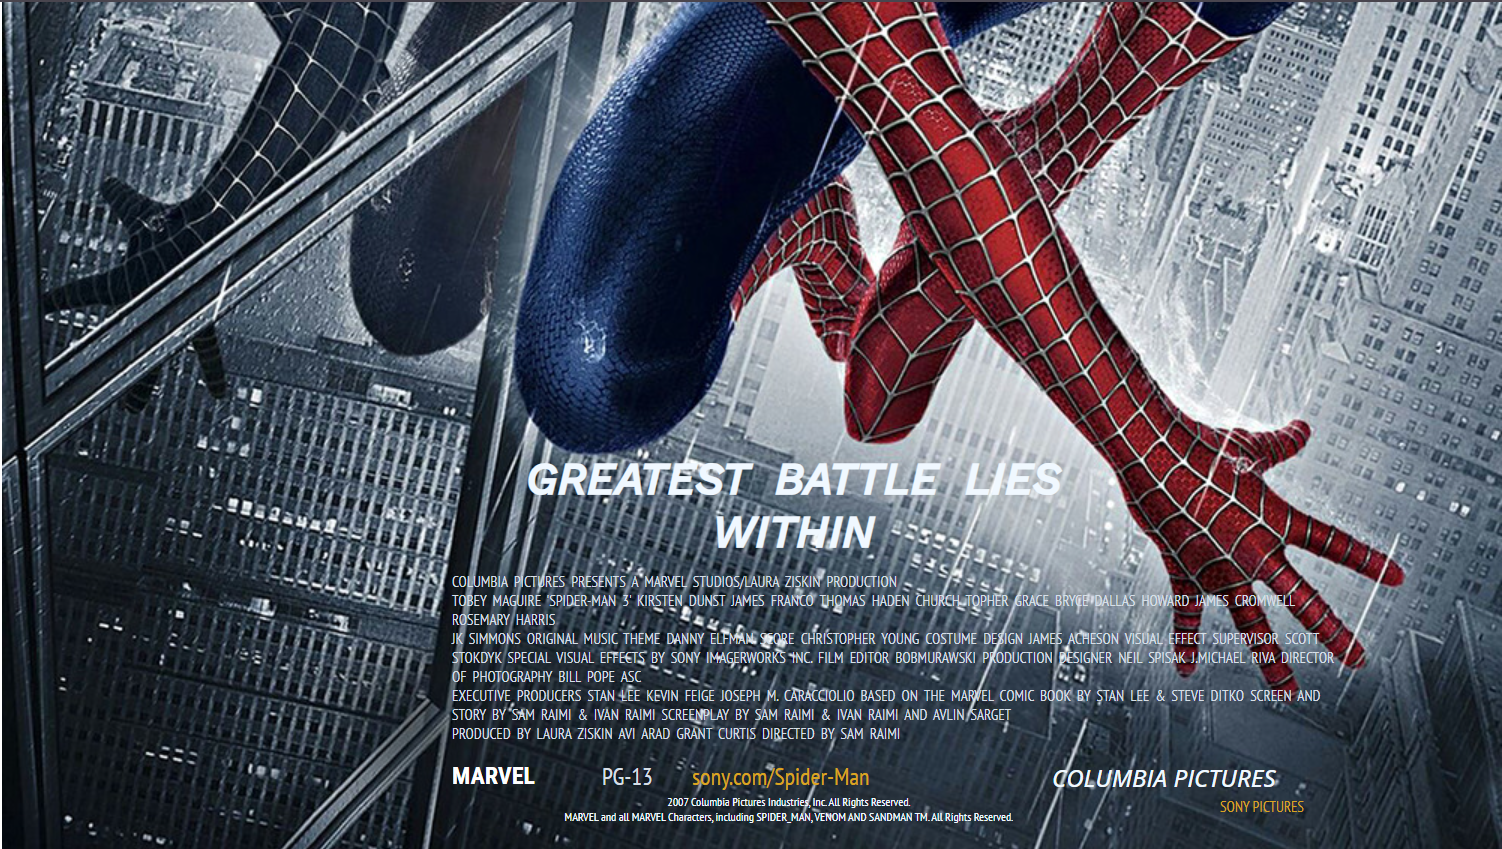 GREATEST BATTLE LIES
WITHIN
COLUMBIA PICTURES PRESENTS A MARVEL STUDIOS/LAURA ZISKIN PRODUCTION
TOBEY MAGUIRE 'SPIDER-MAN 3' KIRSTEN DUNST JAMES FRANCO THOMAS HADEN CHURCH TOPHER GRACE BRYCE DALLAS HOWARD JAMES CROMWELL
ROSEMARY HARRIS
JK SIMMONS ORIGINAL MUSIC THEME DANNY ELFMAN SCORE CHRISTOPHER YOUNG COSTUME DESIGN JAMES ACHESON VISUAL EFFECT SUPERVISOR SCOTT
STOKDYK SPECIAL VISUAL EFFECTS BY SONY IMAGERWORKS INC. FILM EDITOR BOBMURAWSKI PRODUCTION DESIGNER NEIL SPISAK J.MICHAEL RIVA DIRECTOR
OF PHOTOGRAPHY BILL POPE ASC
EXECUTIVE PRODUCERS STAN LEE KEVIN FEIGE JOSEPH M. CARACCIOLIO BASED ON THE MARVEL COMIC BOOK BY STAN LEE & STEVE DITKO SCREEN AND
STORY BY SAM RAIMI & IVAN RAIMI SCREENPLAY BY SAM RAIMI & IVAN RAIMI AND AVLIN SARGET
PRODUCED BY LAURA ZISKIN AVI ARAD GRANT CURTIS DIRECTED BY SAM RAIMI
MARVEL PG-13 sony.com/Spider-Man COLUMBIA PICTURES
2007 Columbia Pictures Industries, Inc. All Rights Reserved.
SONY PICTURES
MARVEL and all MARVEL Characters, including SPIDER_MAN, VENOM AND SANDMAN TM. All Rights Reserved.